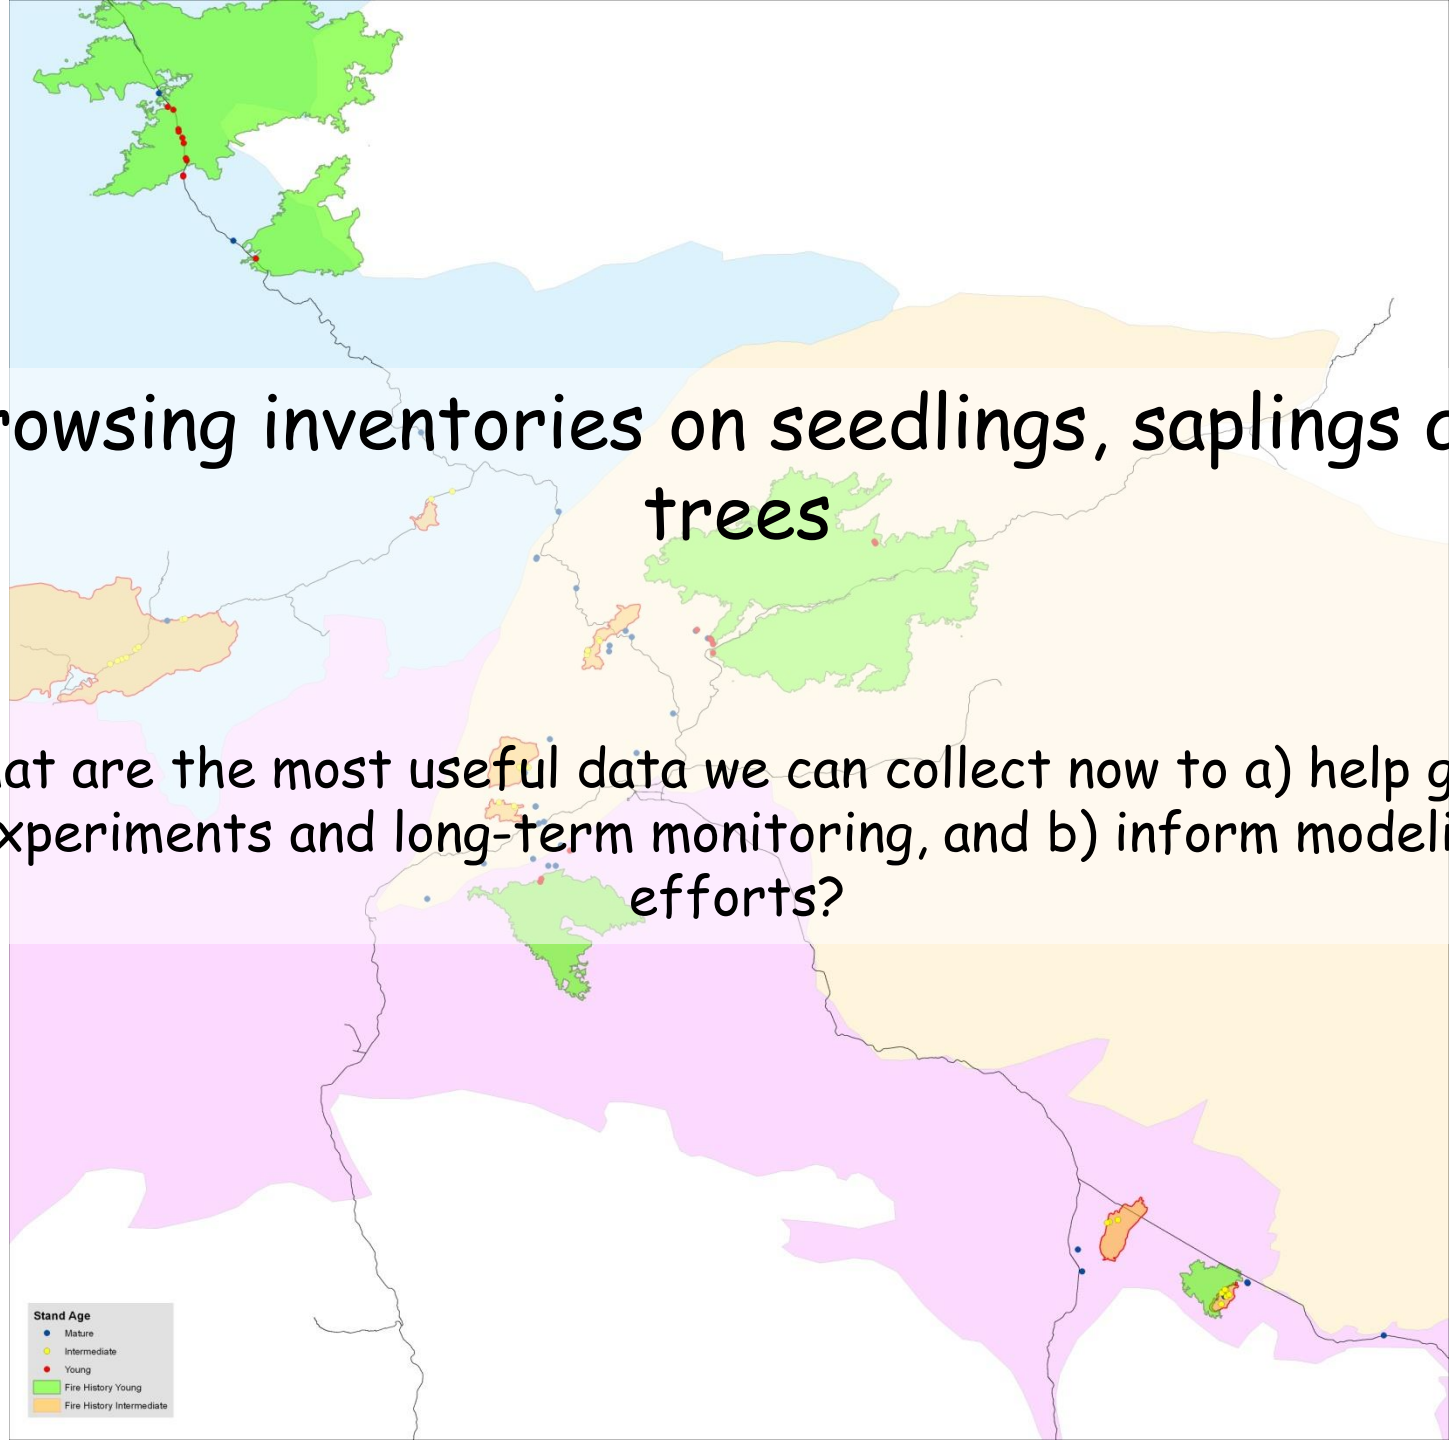 rowsing inventories on seedlings, saplings
trees
at are the most useful data we can collect now to a) help
xperiments and long-term monitoring, and b) inform modeli
efforts?
Stand Age
Mature
Intermediate
Young
Fire History Young
Fire History Intermediate